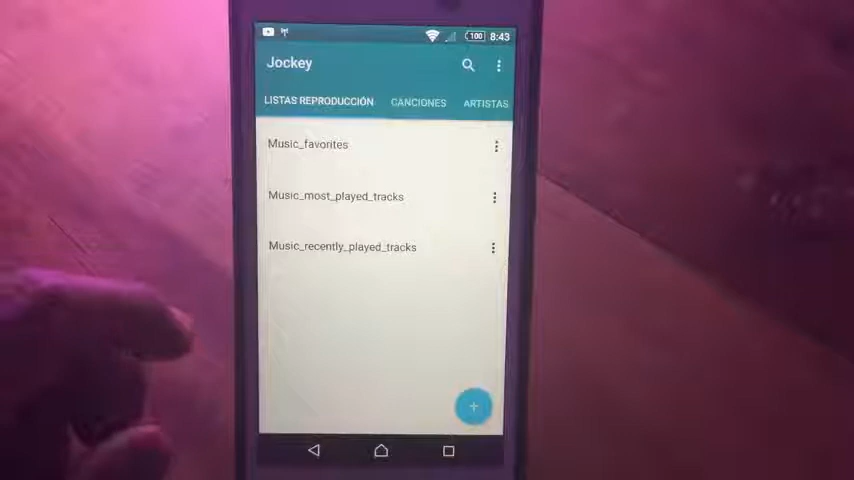 100 8:43
Jockey
LISTAS REPRODUCCIÓN CANCIONES ARTISTAS
Music_favorites
Music_most_played_tracks
Music_recently_played_tracks